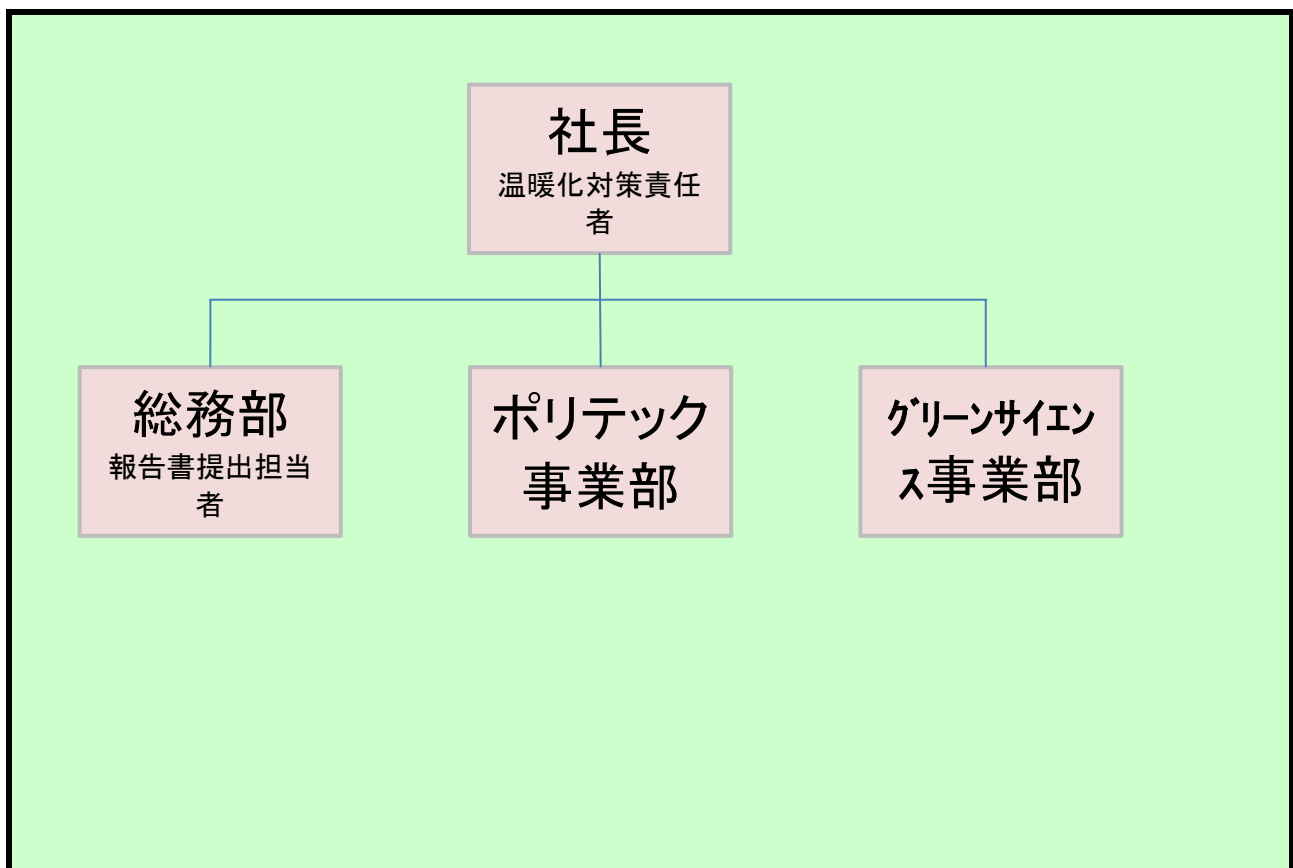 社長
温暖化対策責任
者
総務部
報告書提出担当
者
ポリテック
事業部
ｸﾞﾘｰﾝｻｲｴﾝ
ｽ事業部